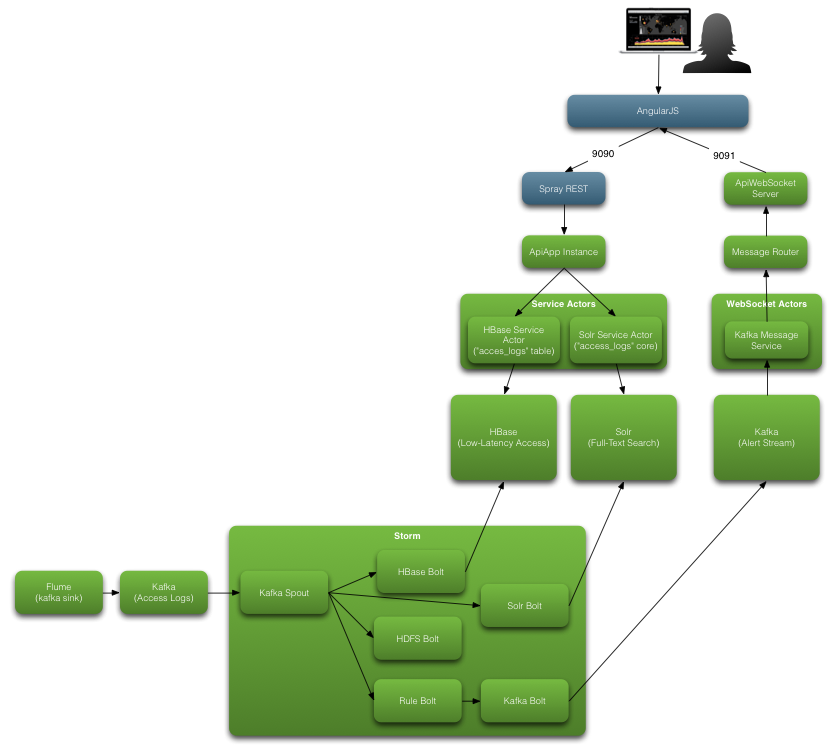 AngularJS
9090
9091
Spray REST
ApiWebSocket
Server
ApiApp Instance
Message Router
Service Actors
WebSocket Actors
HBase Service
Actor
("acces_logs" table)
Solr Service Actor
("access_logs" core)
Kafka Message
Service
HBase
(Low-Latency Access)
Solr
(Full-Text Search)
Kafka
(Alert Stream)
Storm
Flume
(kafka sink)
Kafka
(Access Logs)
Kafka Spout
HBase Bolt
Solr Bolt
HDFS Bolt
Rule Bolt
Kafka Bolt